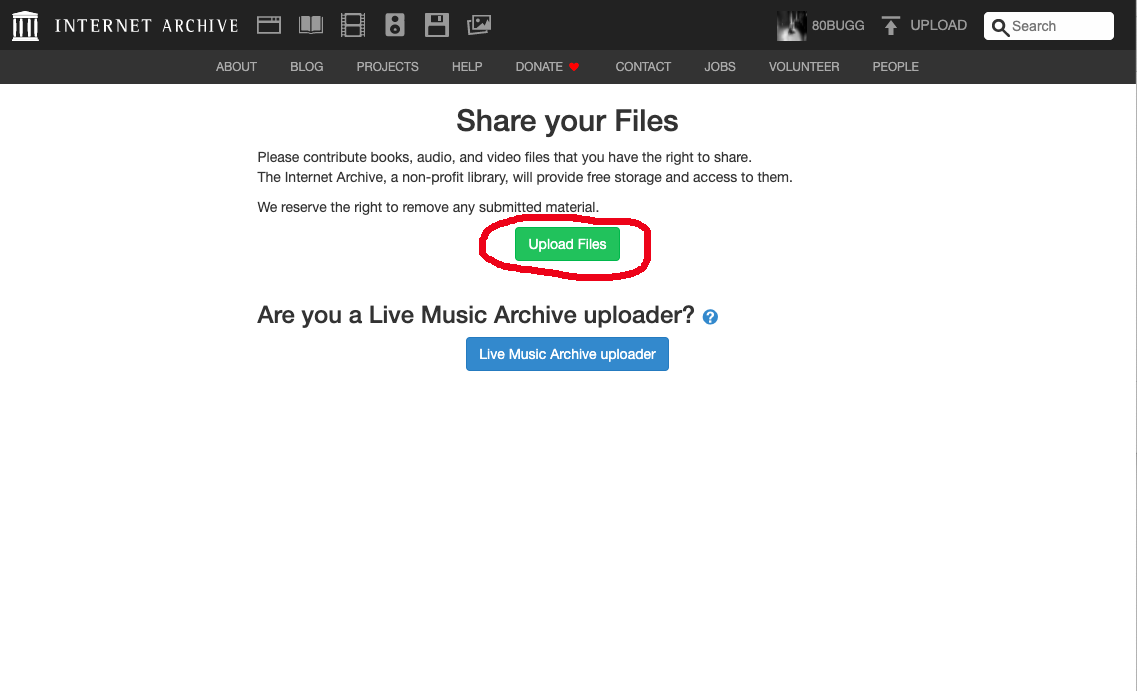 INTERNET ARCHIVE
80BUGG
UPLOAD
Search
ABOUT BLOG PROJECTS HELP DONATE CONTACT JOBS VOLUNTEER PEOPLE
Share your Files
Please contribute books, audio, and video files that you have the right to share.
The Internet Archive, a non-profit library, will provide free storage and access to them.
We reserve the right to remove any submitted material.
Upload Files
Are you a Live Music Archive uploader? ?
Live Music Archive uploader